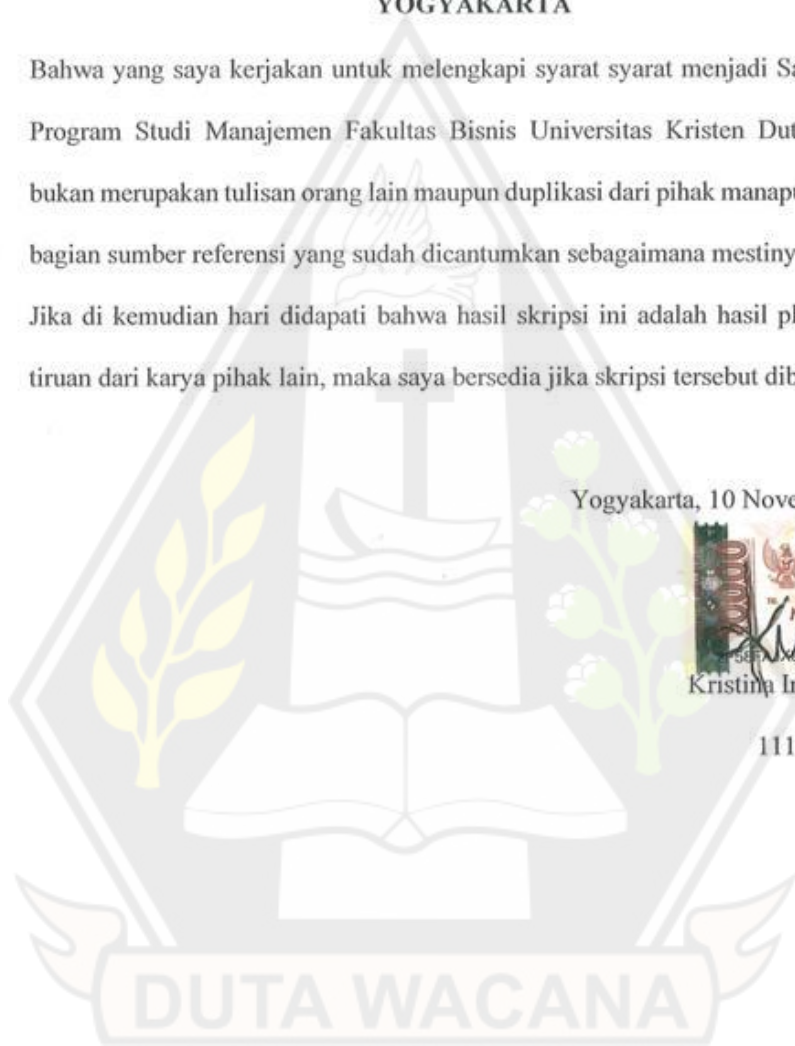 YOGYAKARTA
Bahwa yang saya kerjakan untuk melengkapi syarat syarat menjadi Sa
Program Studi Manajemen Fakultas Bisnis Universitas Kristen Dut
bukan merupakan tulisan orang lain maupun duplikasi dari pihak manapu
bagian sumber referensi yang sudah dicantumkan sebagaimana mestiny
Jika di kemudian hari didapati bahwa hasil skripsi ini adalah hasil pl
tiruan dari karya pihak lain, maka saya bersedia jika skripsi tersebut dib
Yogyakarta, 10 Nove
Kristina
111
DUTA WACANA